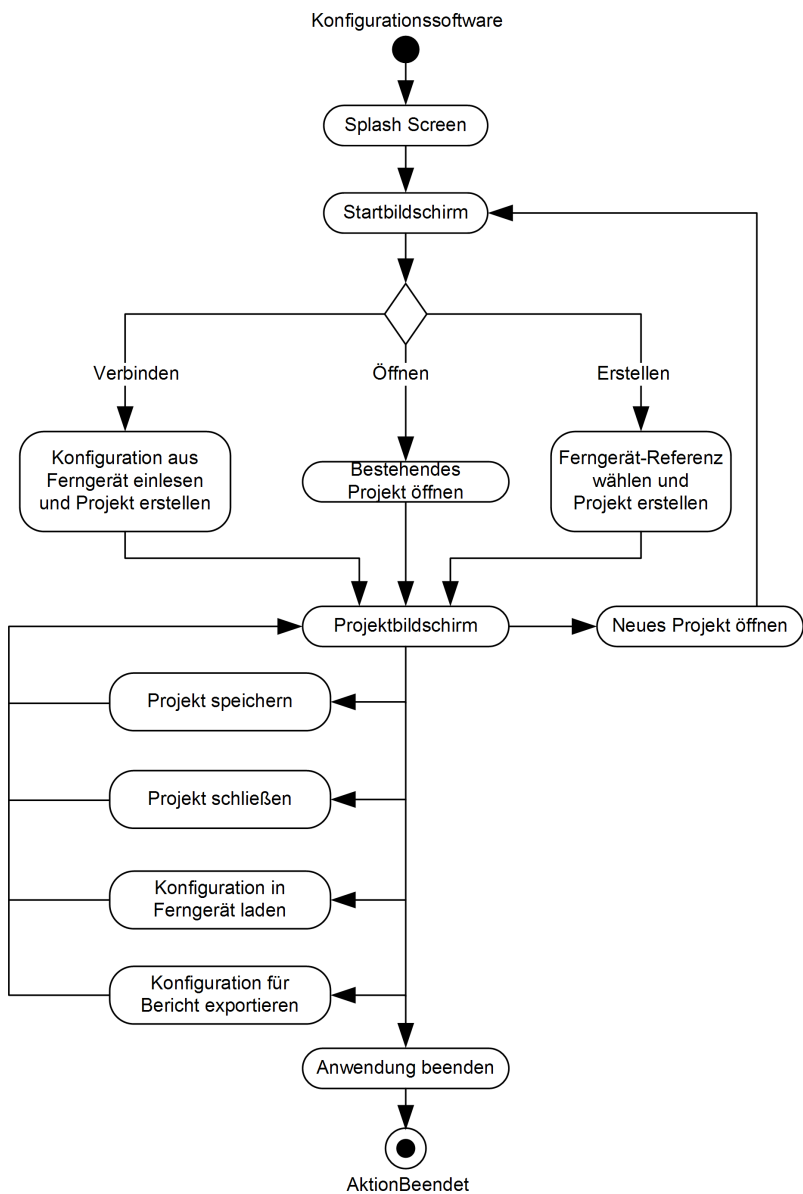 Konfigurationssoftware
Splash Screen
Startbildschirm
Verbinden
Öffnen
Erstellen
Konfiguration aus
Ferngerät einlesen
und Projekt erstellen
Bestehendes
Projekt öffnen
Ferngerät-Referenz
wählen und
Projekt erstellen
Projektbildschirm
Neues Projekt öffnen
Projekt speichern
Projekt schließen
Konfiguration in
Ferngerät laden
Konfiguration für
Bericht exportieren
Anwendung beenden
AktionBeendet